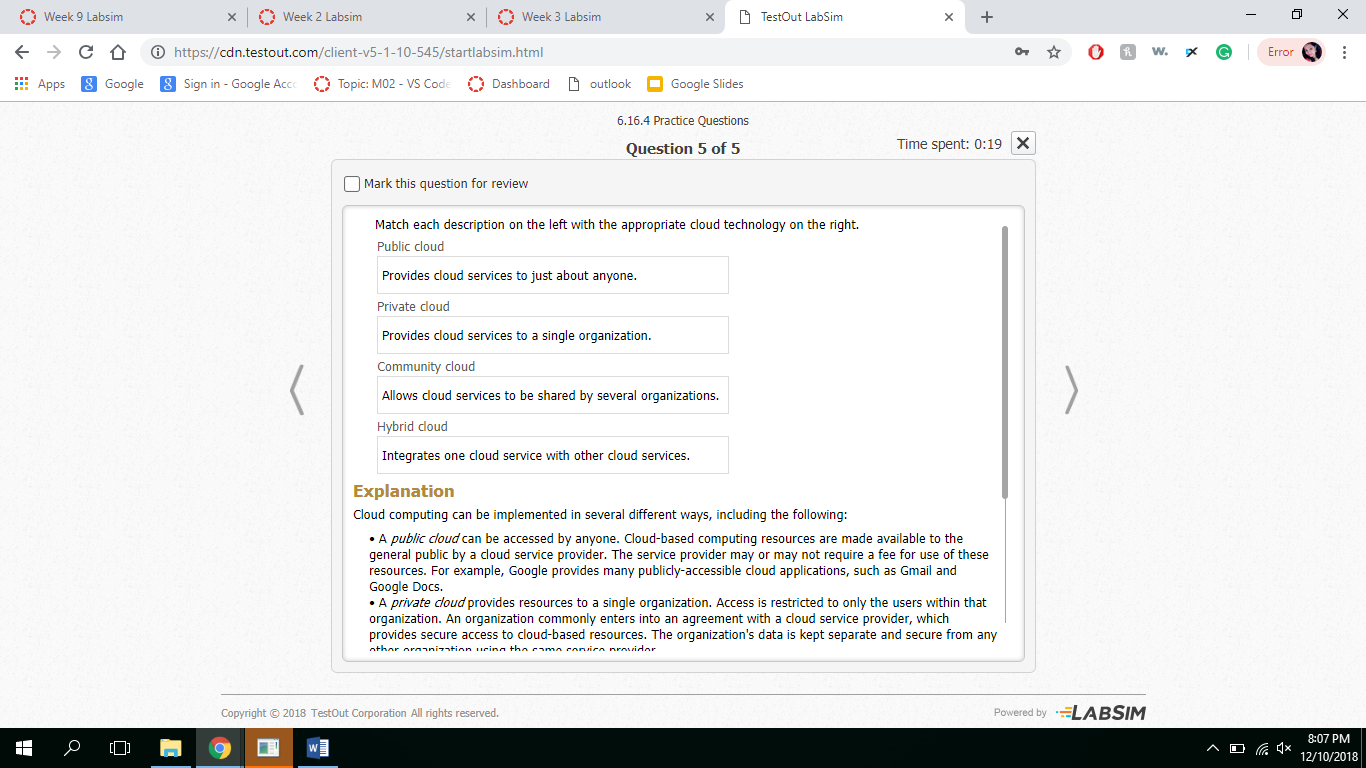 Week 9 Labsim
Week 2 Labsim
Week 3 Labsim
TestOut LabSim
https://cdn.testout.com/client-v5-1-10-545/startlabsim.html
w.
Error
Apps
Google
Sign in - Google Acco
Topic: M02 - VS Code
Dashboard
outlook
Google Slides
6.16.4 Practice Questions
Question 5 of 5
Time spent: 0:19
Mark this question for review
Match each description on the left with the appropriate cloud technology on the right.
Public cloud
Provides cloud services to just about anyone.
Private cloud
Provides cloud services to a single organization.
Community cloud
Allows cloud services to be shared by several organizations.
Hybrid cloud
Integrates one cloud service with other cloud services.
Explanation
Cloud computing can be implemented in several different ways, including the following:
• A public cloud can be accessed by anyone. Cloud-based computing resources are made available to the
general public by a cloud service provider. The service provider may or may not require a fee for use of these
resources. For example, Google provides many publicly-accessible cloud applications, such as Gmail and
Google Docs.
• A private cloud provides resources to a single organization. Access is restricted to only the users within that
organization. An organization commonly enters into an agreement with a cloud service provider, which
provides secure access to cloud-based resources. The organization's data is kept separate and secure from any
other organization using the same service provider.
Copyright © 2018 TestOut Corporation All rights reserved.
Powered by LABSIM
8:07 PM
12/10/2018